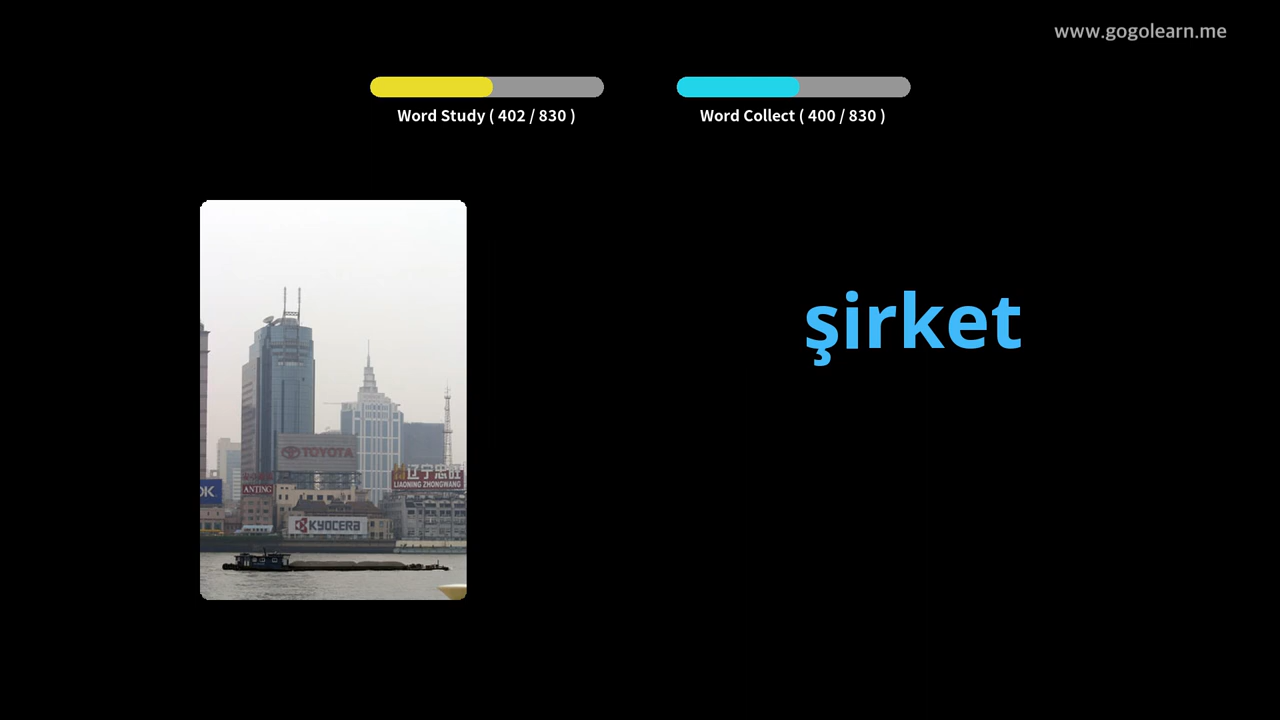 www.gogolearn.me
Word Study ( 402 / 830 )
Word Collect ( 400 / 830 )
şirket
TOYOTA
辽宁忠旺
LIAONING ZHONGWANG
OK
ANTING
KYOCERA